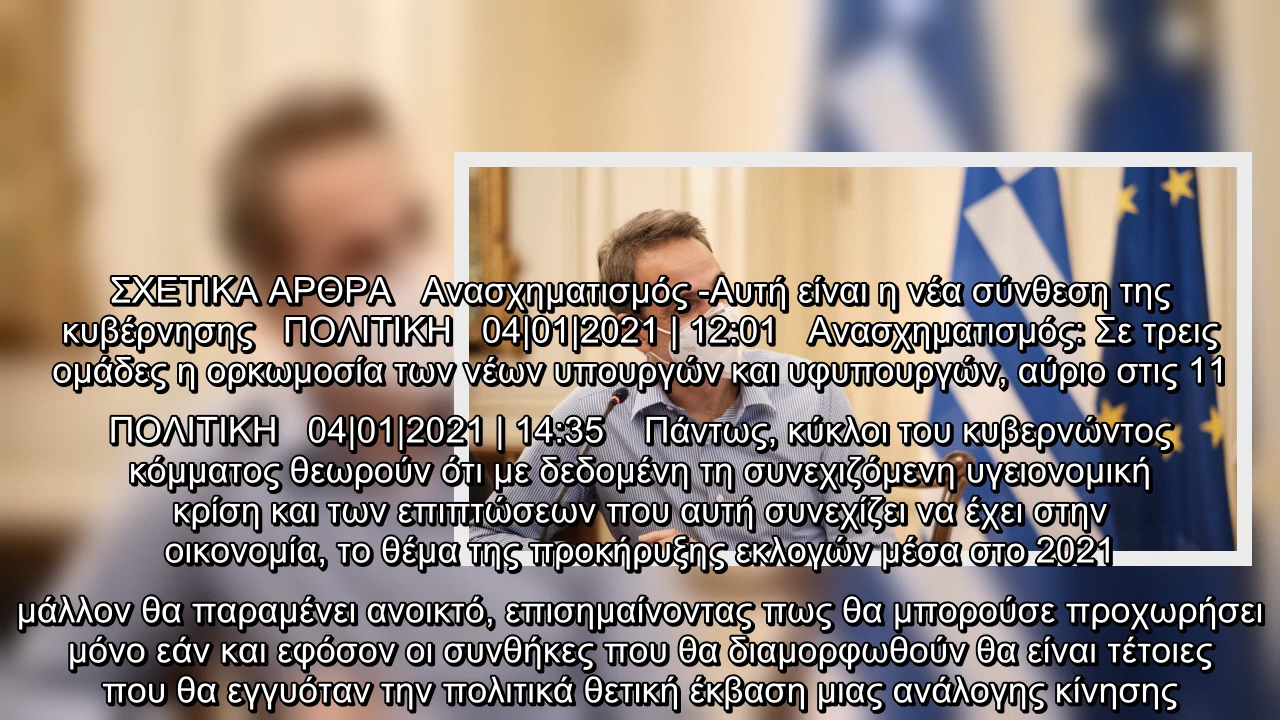 ΣΧΕΤΙΚΑ ΑΡΘΡΑ Ανασχηματισμός -Αυτή είναι η νέα σύνθεση της
κυβέρνησης ΠΟΛΙΤΙΚΗ 04|01|2021 | 12:01 Ανασχηματισμός: Σε τρεις
ομάδες η ορκωμοσία των νέων υπουργών και υφυπουργών, αύριο στις 11
ΠΟΛΙΤΙΚΗ 04|01|2021 | 14:35 Πάντως, κύκλοι του κυβερνώντος
κόμματος θεωρούν ότι με δεδομένη τη συνεχιζόμενη υγειονομική
κρίση και των επιπτώσεων που αυτή συνεχίζει να έχει στην
οικονομία, το θέμα της προκήρυξης εκλογών μέσα στο 2021
μάλλον θα παραμένει ανοικτό, επισημαίνοντας πως θα μπορούσε προχωρήσει
μόνο εάν και εφόσον οι συνθήκες που θα διαμορφωθούν θα είναι τέτοιες
που θα εγγυόταν την πολιτικά θετική έκβαση μιας ανάλογης κίνησης